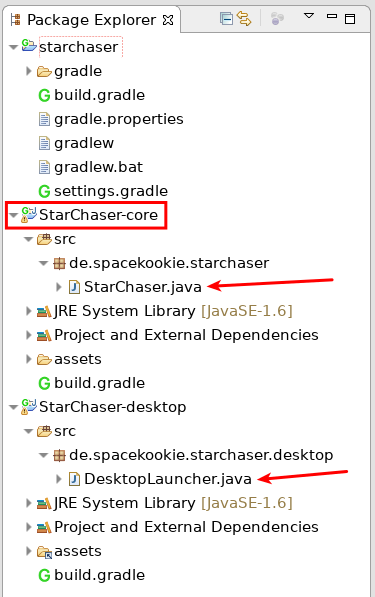 Package Explorer
starchaser
gradle
build.gradle
gradle.properties
gradlew
gradlew.bat
settings.gradle
StarChaser-core
src
de.spacekookie.starchaser
StarChaser.java
JRE System Library [JavaSE-1.6]
Project and External Dependencies
assets
build.gradle
StarChaser-desktop
src
de.spacekookie.starchaser.desktop
DesktopLauncher.java
JRE System Library [JavaSE-1.6]
Project and External Dependencies
assets
build.gradle